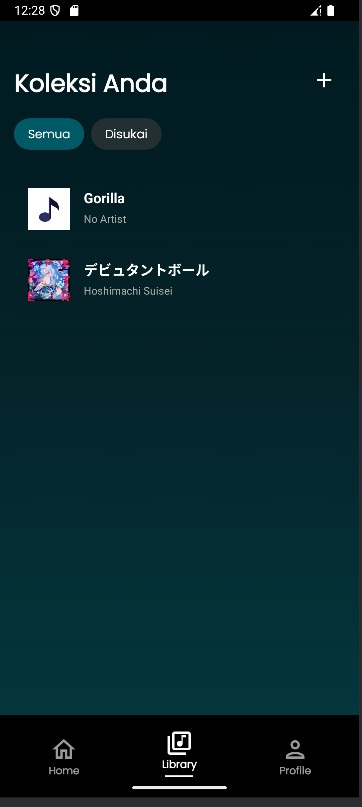 12:28
Koleksi Anda
Semua
Disukai
Gorilla
No Artist
デビュタントボール
Hoshimachi Suisei
Home
Library
Profile